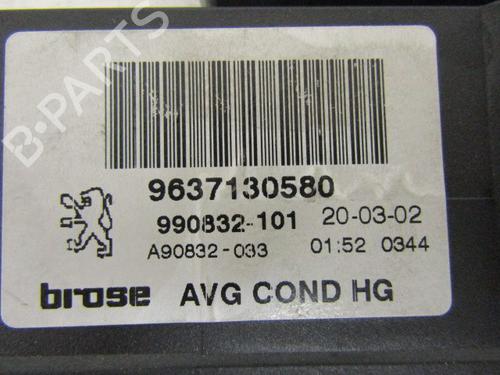 B-PARTS
9637130580
990832-101 20-03-02
A90832-033 01:52 0344
brose AVG COND HG